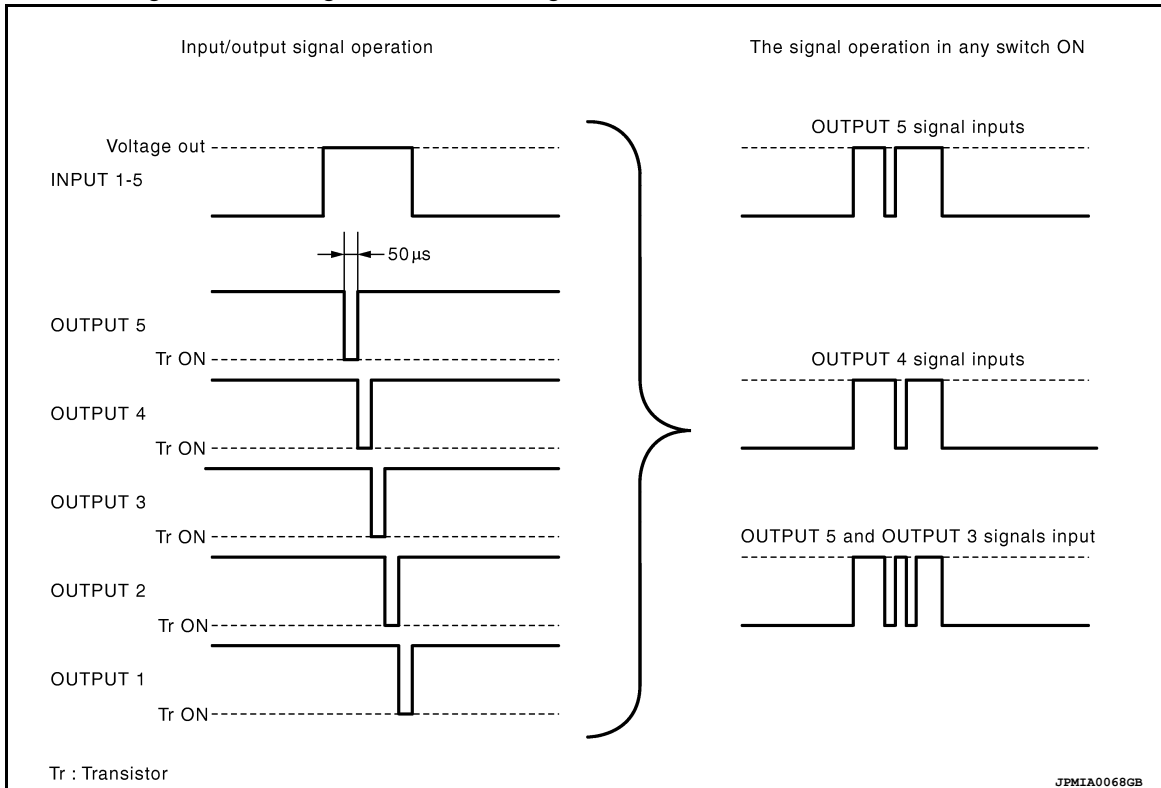 Input/output signal operation
The signal operation in any switch ON
Voltage out
INPUT 1-5
50μs
OUTPUT 5
Tr ON
OUTPUT 4
Tr ON
OUTPUT 3
Tr ON
OUTPUT 2
Tr ON
OUTPUT 1
Tr ON
OUTPUT 5 signal inputs
OUTPUT 4 signal inputs
OUTPUT 5 and OUTPUT 3 signals input
Tr : Transistor
JPMIA0068GB